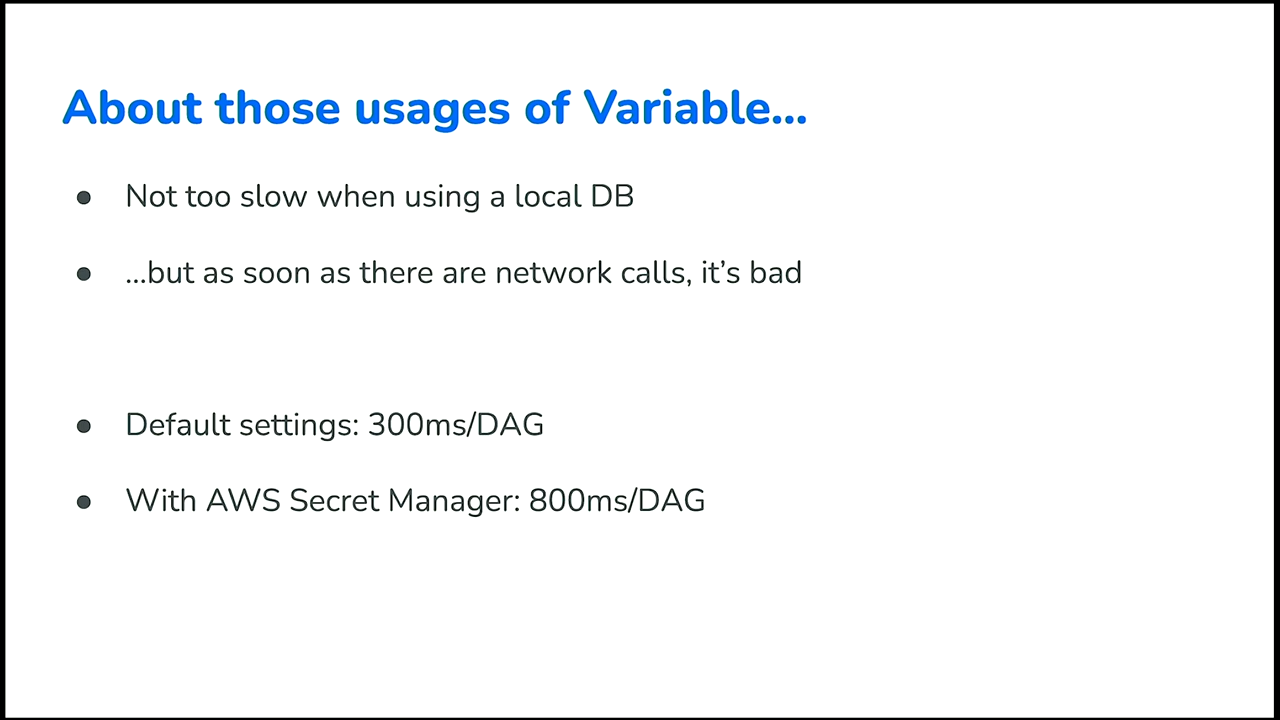 About those usages of Variable...
● Not too slow when using a local DB
● ...but as soon as there are network calls, it’s bad
● Default settings: 300ms/DAG
● With AWS Secret Manager: 800ms/DAG